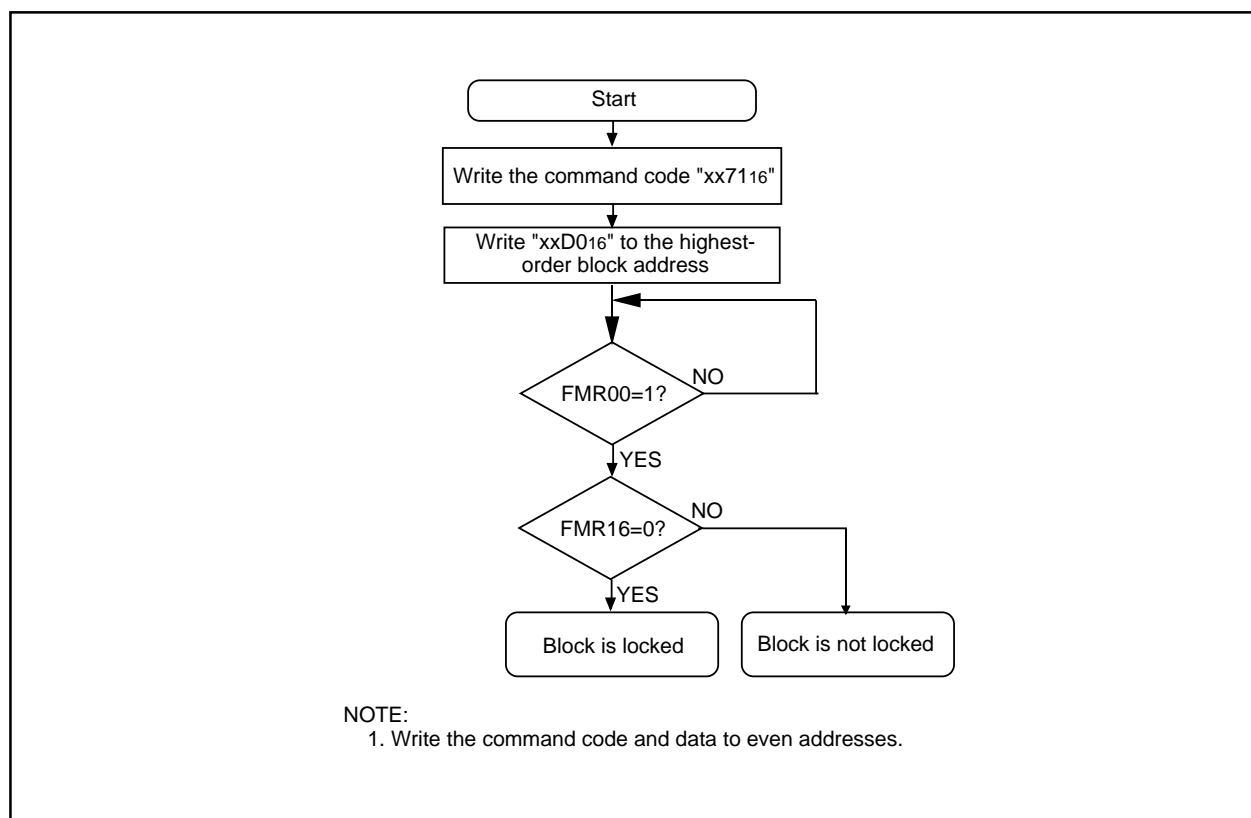 Start
Write the command code "xx7116"
Write "xxD016" to the highest-
order block address
NO
FMR00=1?
YES
NO
FMR16=0?
YES
Block is locked
Block is not locked
NOTE:
1. Write the command code and data to even addresses.